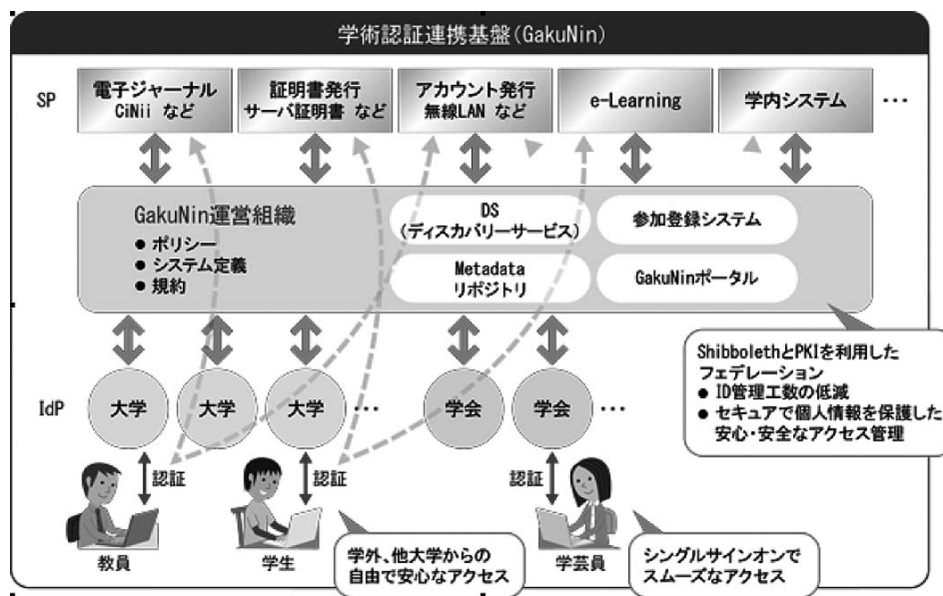 学術認証連携基盤(GakuNin)
SP
電子ジャーナル
CiNii など
証明書発行
サーバ証明書 など
アカウント発行
無線LAN など
e-Learning
学内システム
…
GakuNin運営組織
● ポリシー
● システム定義
● 規約
DS
(ディスカバリーサービス)
参加登録システム
Metadata
リポジトリ
GakuNinポータル
ShibbolethとPKIを利用した
フェデレーション
● ID管理工数の低減
● セキュアで個人情報を保護した
安心・安全なアクセス管理
IdP
大学
大学
大学
…
学会
学会
…
認証
認証
認証
教員
学生
学芸員
学外、他大学からの
自由で安心なアクセス
シングルサインオンで
スムーズなアクセス